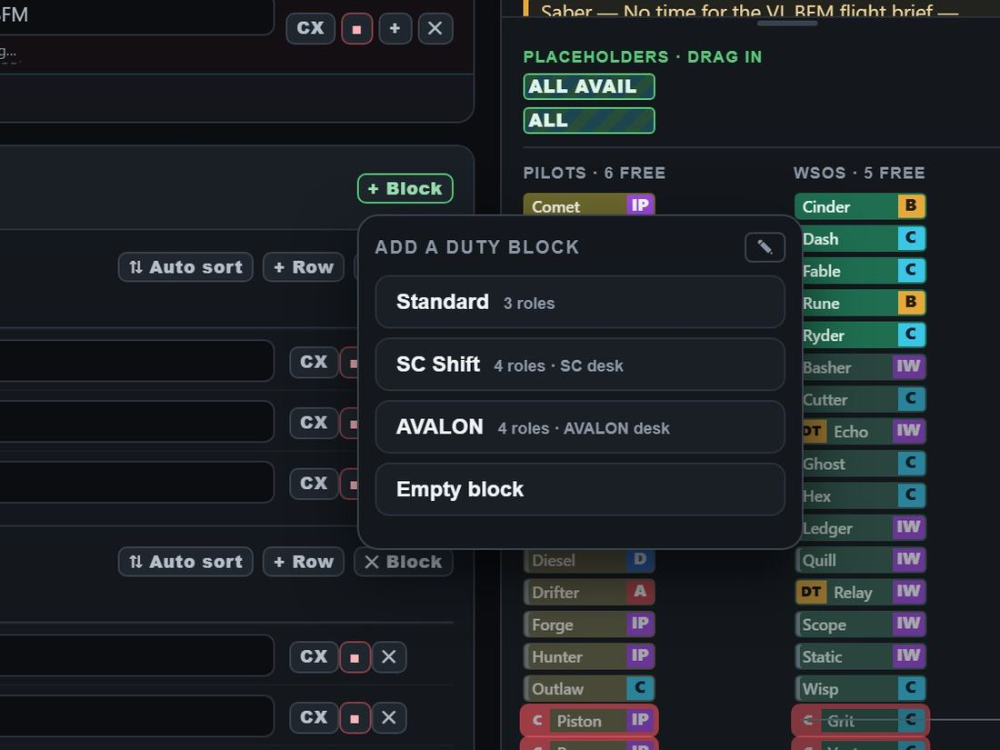 FM
CX ■ + ✕
g...
Saber — No time for the VL BFM flight brief —
PLACEHOLDERS · DRAG IN
ALL AVAIL
ALL
PILOTS · 6 FREE
WSOS · 5 FREE
+ Block
Comet IP
Cinder B
Dash C
Fable C
Rune B
Ryder C
Basher IW
Cutter C
DT Echo IW
Ghost C
Hex C
Ledger IW
⇅ Auto sort
+ Row
ADD A DUTY BLOCK
Standard 3 roles
SC Shift 4 roles · SC desk
AVALON 4 roles · AVALON desk
Empty block
CX
CX
CX
⇅ Auto sort
+ Row
✕ Block
Diesel D
Quill IW
Drifter A
DT Relay IW
Forge IP
Scope IW
Hunter IP
Static IW
Outlaw C
Wisp C
C Piston IP
C Grit C
CX ■ ✕
CX ■ ✕